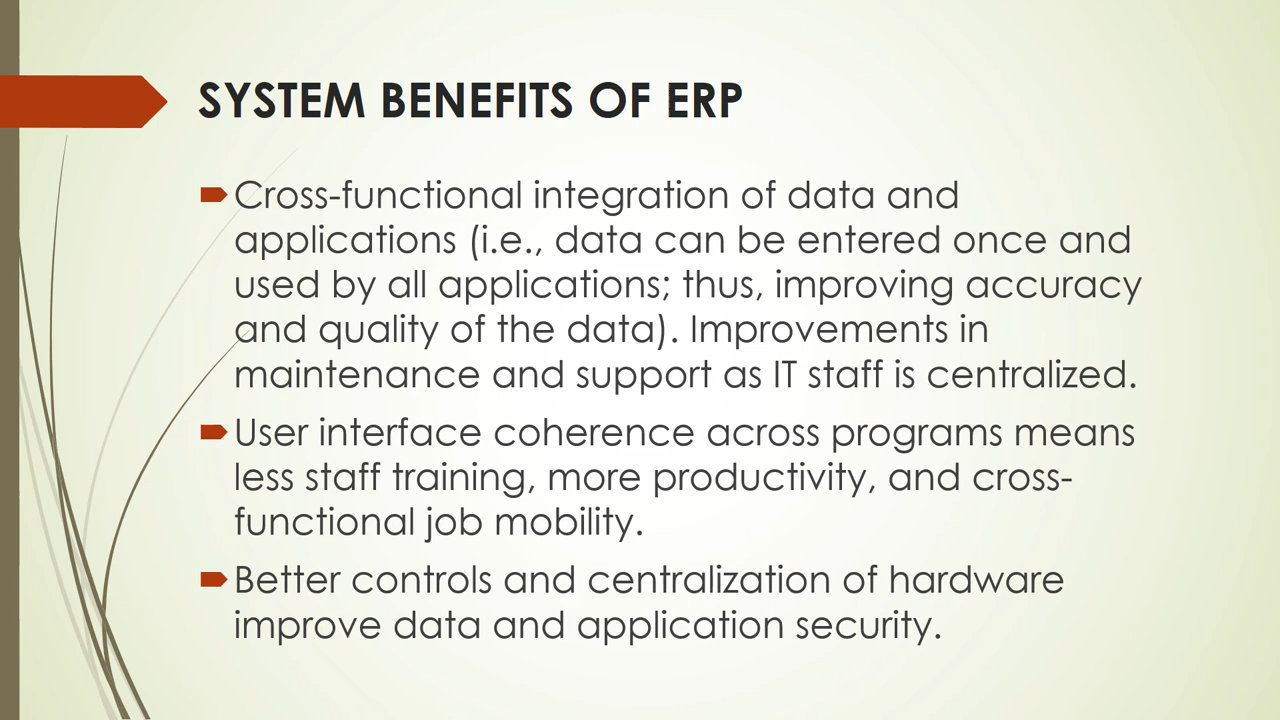 SYSTEM BENEFITS OF ERP
Cross-functional integration of data and
applications (i.e., data can be entered once and
used by all applications; thus, improving accuracy
and quality of the data). Improvements in
maintenance and support as IT staff is centralized.
User interface coherence across programs means
less staff training, more productivity, and cross-
functional job mobility.
Better controls and centralization of hardware
improve data and application security.